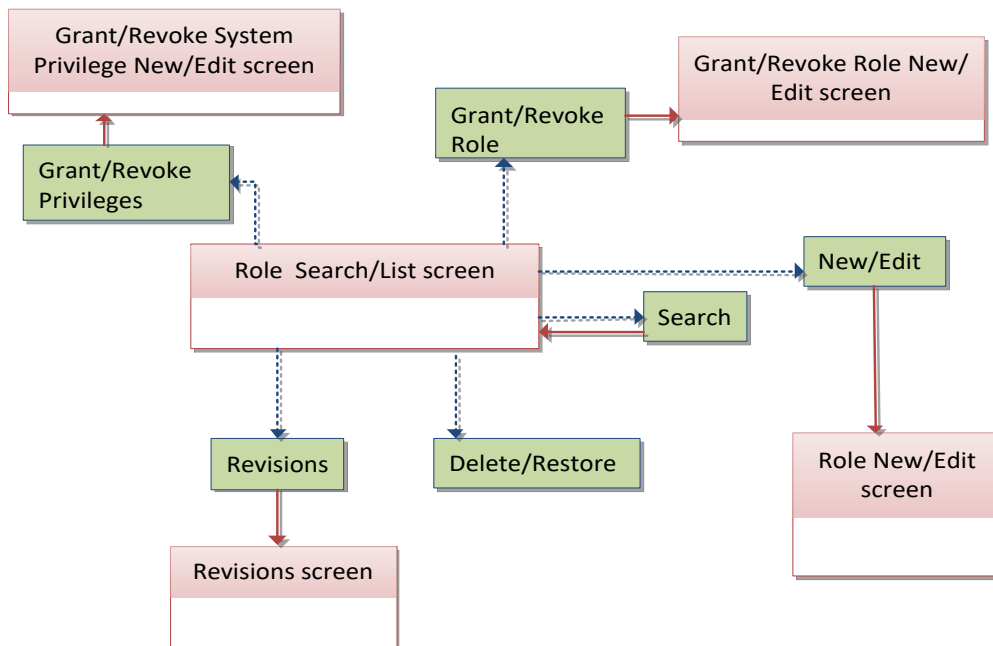 Grant/Revoke System
Privilege New/Edit screen
Grant/Revoke Role New/
Edit screen
Grant/Revoke
Role
Grant/Revoke
Privileges
Role Search/List screen
New/Edit
Search
Revisions
Delete/Restore
Role New/Edit
screen
Revisions screen